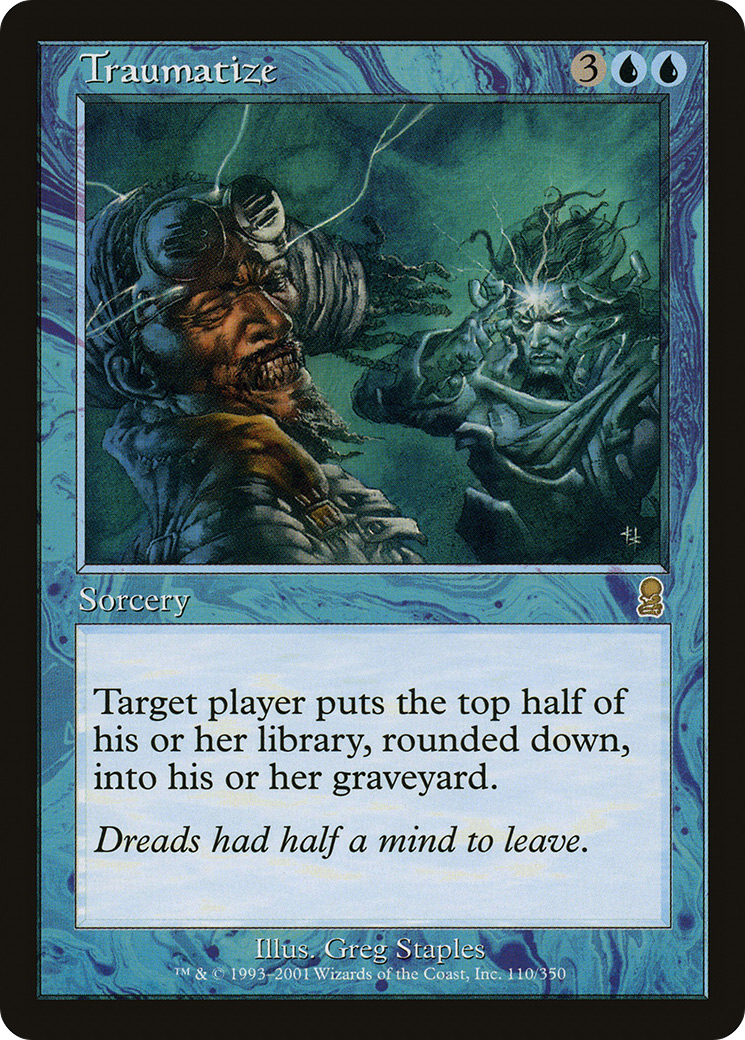 Traumatize
3
Sorcery
Target player puts the top half of
his or her library, rounded down,
into his or her graveyard.
Dreads had half a mind to leave.
Illus. Greg Staples
™ & © 1993–2001 Wizards of the Coast, Inc. 110/350